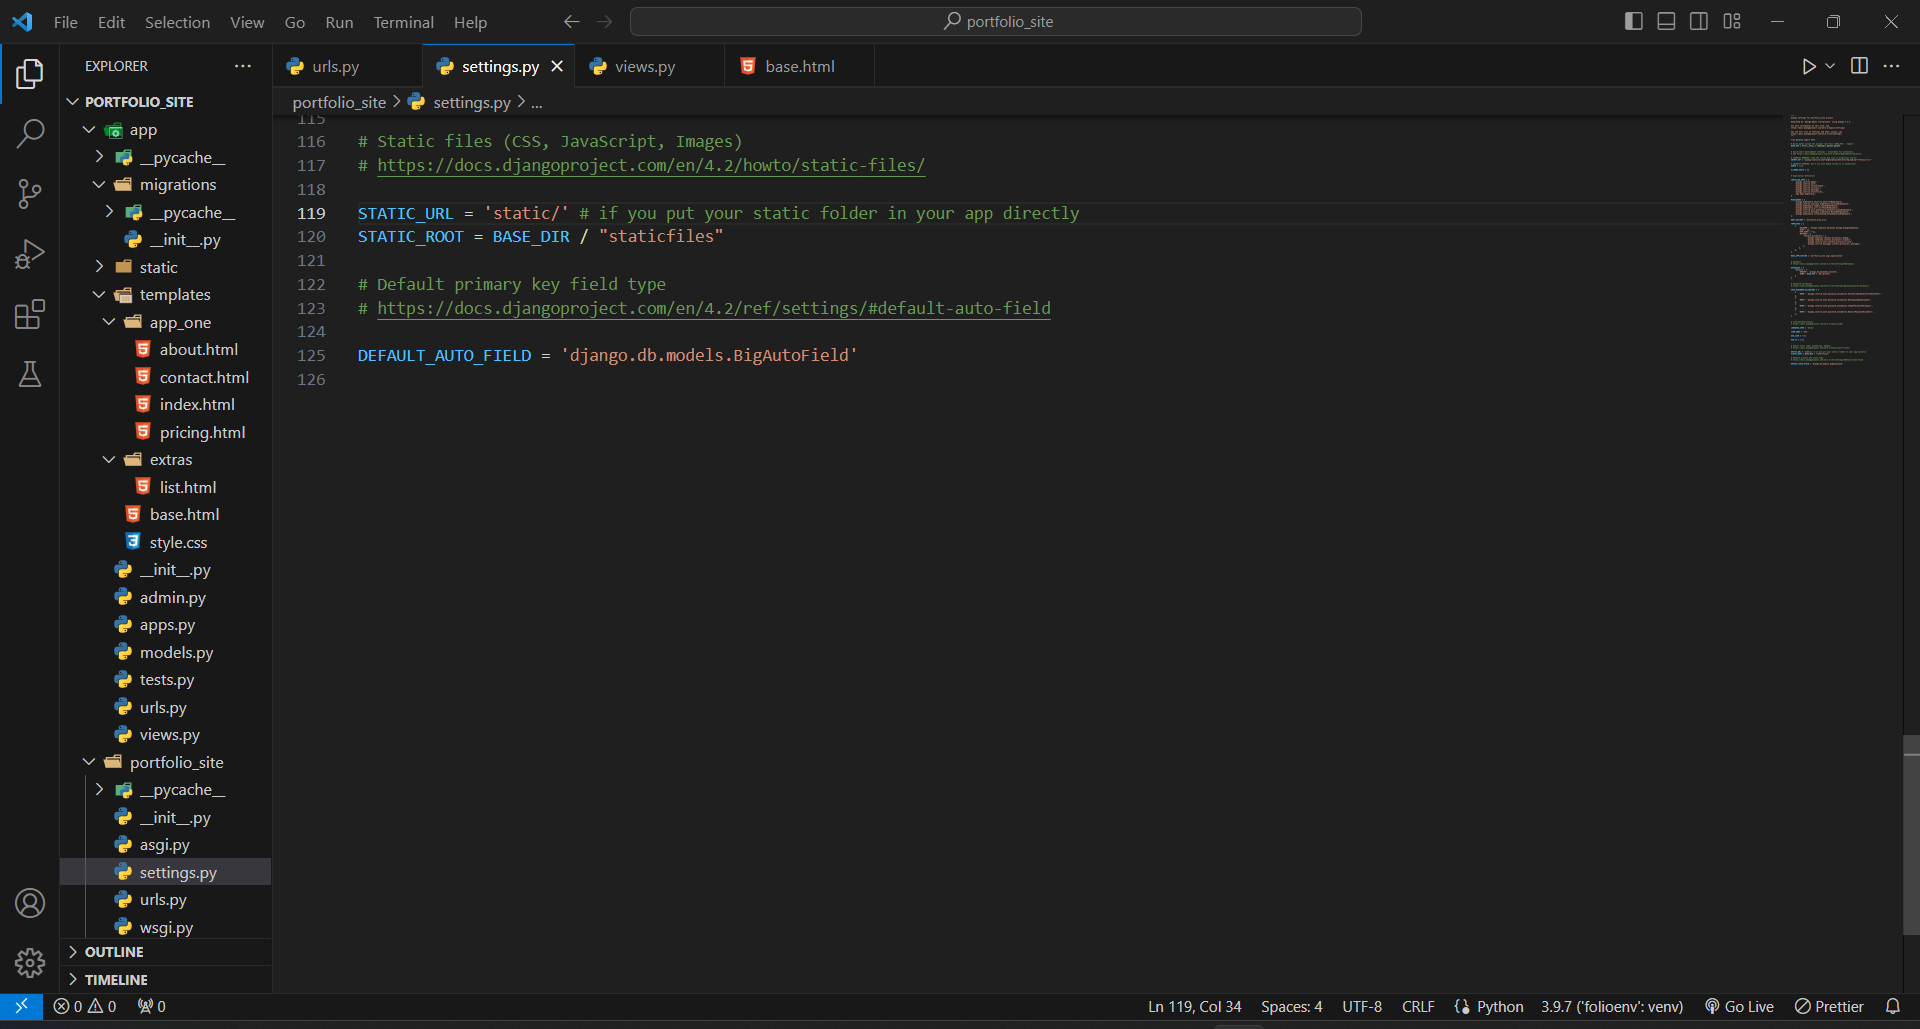 File Edit Selection View Go Run Terminal Help
portfolio_site
EXPLORER
PORTFOLIO_SITE
app
__pycache__
migrations
__pycache__
__init__.py
static
templates
app_one
about.html
contact.html
index.html
pricing.html
extras
list.html
base.html
style.css
__init__.py
admin.py
apps.py
models.py
tests.py
urls.py
views.py
portfolio_site
__pycache__
__init__.py
asgi.py
settings.py
urls.py
wsgi.py
OUTLINE
TIMELINE
urls.py settings.py views.py base.html
portfolio_site > settings.py > ...
115
116 # Static files (CSS, JavaScript, Images)
117 # https://docs.djangoproject.com/en/4.2/howto/static-files/
118
119 STATIC_URL = 'static/' # if you put your static folder in your app directly
120 STATIC_ROOT = BASE_DIR / "staticfiles"
121
122 # Default primary key field type
123 # https://docs.djangoproject.com/en/4.2/ref/settings/#default-auto-field
124
125 DEFAULT_AUTO_FIELD = 'django.db.models.BigAutoField'
126
0 0 0 Ln 119, Col 34 Spaces: 4 UTF-8 CRLF Python 3.9.7 ('folioenv': venv) Go Live Prettier